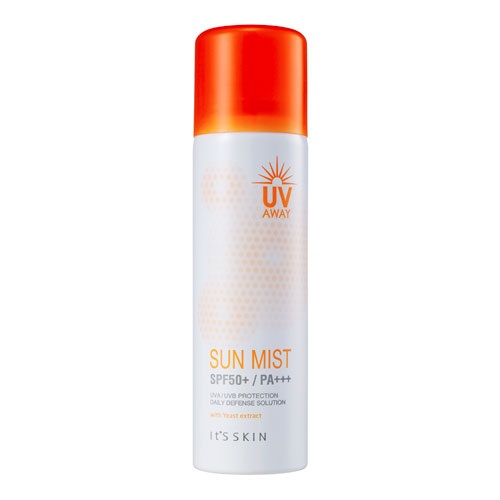 UV
AWAY
SUN MIST
SPF50+ / PA+++
UVA/UVB PROTECTION
DAILY DEFENSE SOLUTION
with Yeast extract
It'S SKIN